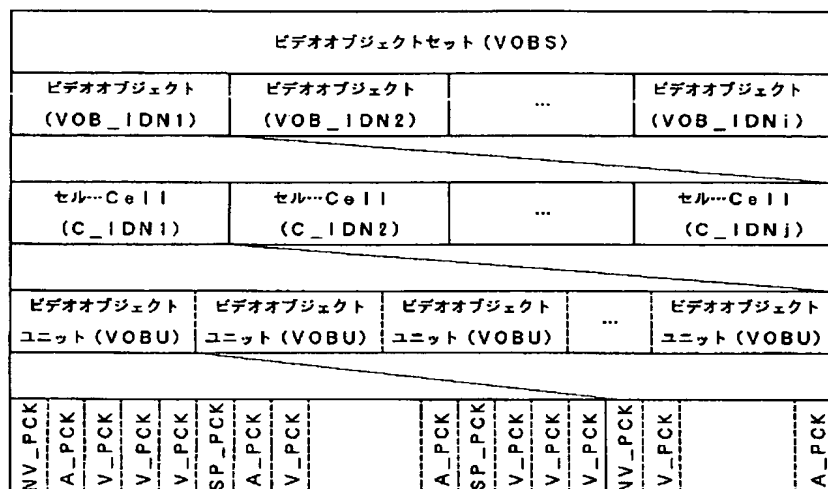 ビデオオブジェクトセット(VOBS)
ビデオオブジェクト ビデオオブジェクト … ビデオオブジェクト
(VOB_IDN1) (VOB_IDN2) (VOB_IDNi)
セル…Cell セル…Cell … セル…Cell
(C_IDN1) (C_IDN2) (C_IDNj)
ビデオオブジェクト ビデオオブジェクト ビデオオブジェクト … ビデオオブジェクト
ユニット(VOBU) ユニット(VOBU) ユニット(VOBU) ユニット(VOBU)
NV_PCK
A_PCK
V_PCK
V_PCK
V_PCK
SP_PCK
A_PCK
V_PCK
A_PCK
SP_PCK
V_PCK
V_PCK
V_PCK
NV_PCK
V_PCK
A_PCK